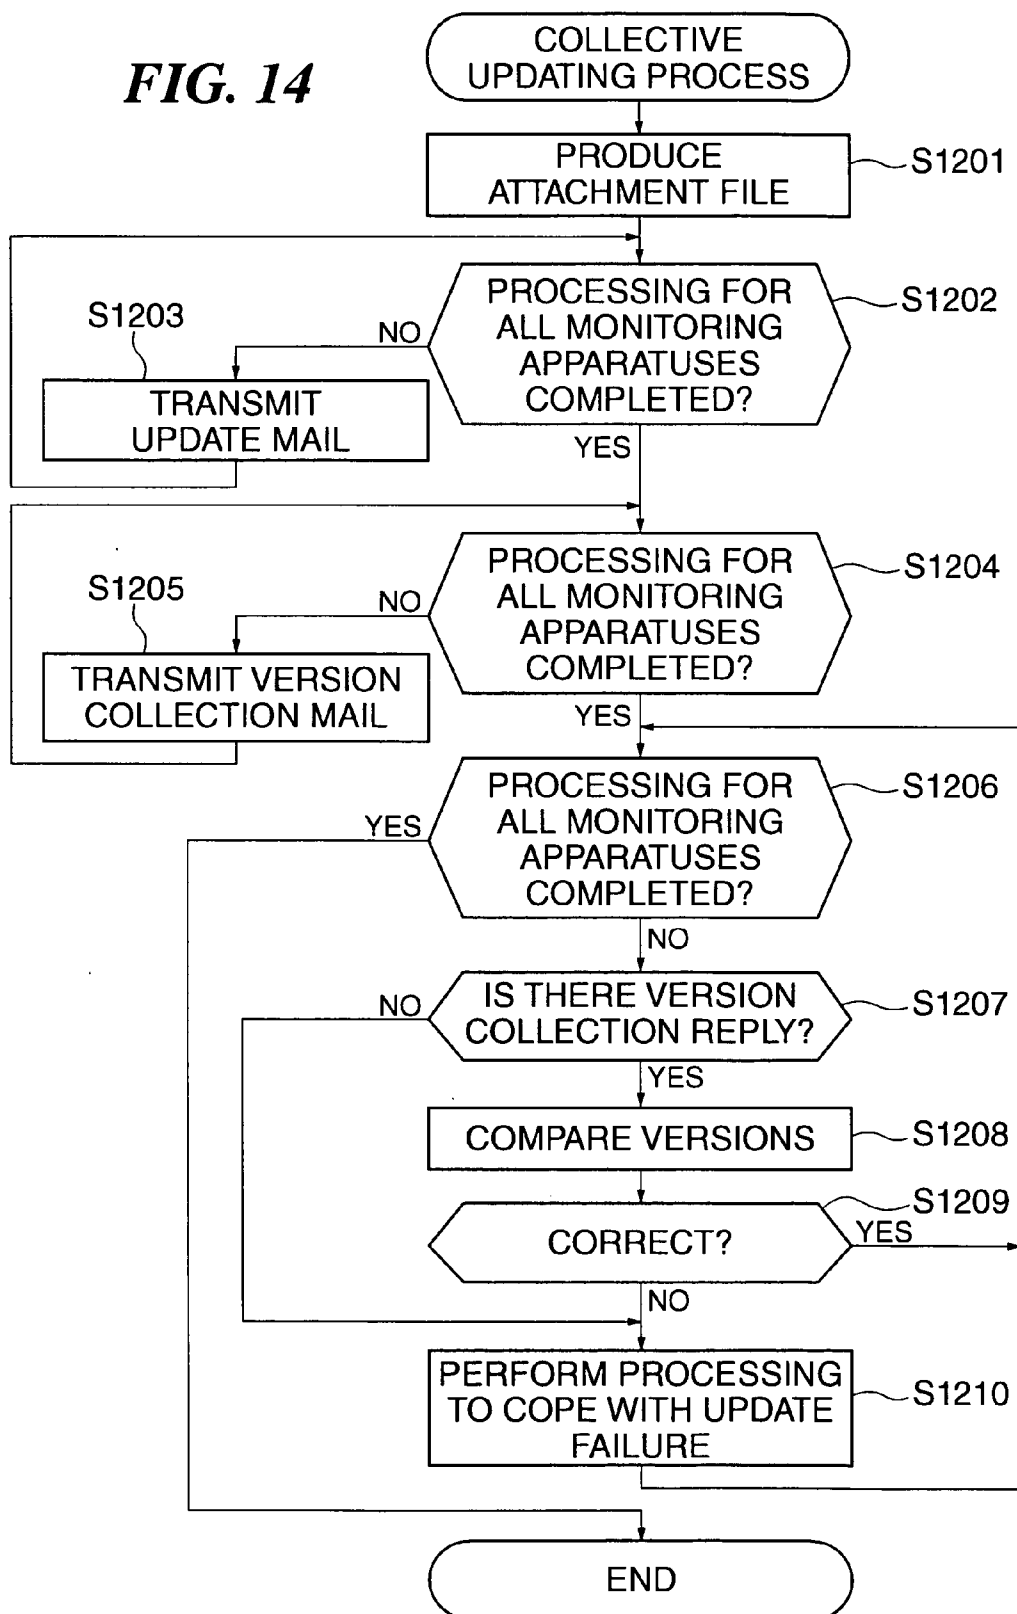 FIG. 14
COLLECTIVE
UPDATING PROCESS
PRODUCE
ATTACHMENT FILE
S1201
PROCESSING FOR
ALL MONITORING
APPARATUSES
COMPLETED?
S1202
NO
YES
S1203
TRANSMIT
UPDATE MAIL
PROCESSING FOR
ALL MONITORING
APPARATUSES
COMPLETED?
S1204
NO
YES
S1205
TRANSMIT VERSION
COLLECTION MAIL
PROCESSING FOR
ALL MONITORING
APPARATUSES
COMPLETED?
S1206
YES
NO
IS THERE VERSION
COLLECTION REPLY?
S1207
NO
YES
COMPARE VERSIONS
S1208
CORRECT?
S1209
YES
NO
PERFORM PROCESSING
TO COPE WITH UPDATE
FAILURE
S1210
END